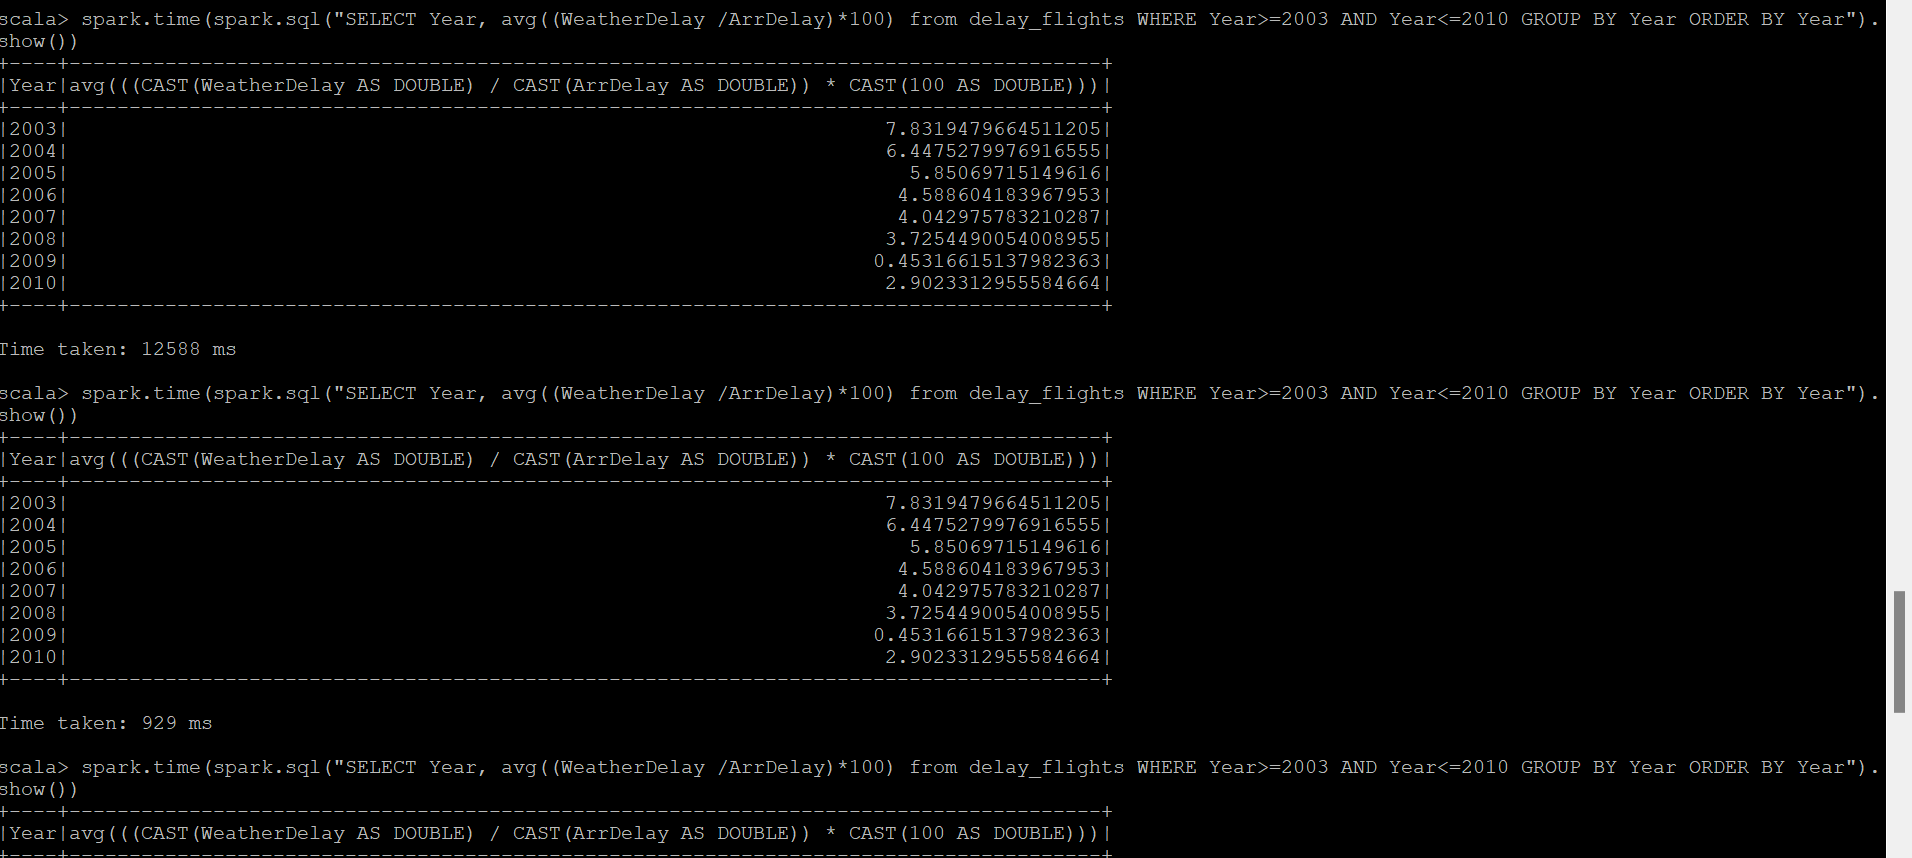 scala> spark.time(spark.sql("SELECT Year, avg((WeatherDelay /ArrDelay)*100) from delay_flights WHERE Year>=2003 AND Year<=2010 GROUP BY Year ORDER BY Year").
show())
+----+--------------------------------------------------------------------------------------+
|Year|avg(((CAST(WeatherDelay AS DOUBLE) / CAST(ArrDelay AS DOUBLE)) * CAST(100 AS DOUBLE)))|
+----+--------------------------------------------------------------------------------------+
|2003|                                                                    7.8319479664511205|
|2004|                                                                    6.4475279976916555|
|2005|                                                                      5.85069715149616|
|2006|                                                                     4.588604183967953|
|2007|                                                                     4.042975783210287|
|2008|                                                                    3.7254490054008955|
|2009|                                                                   0.45316615137982363|
|2010|                                                                    2.9023312955584664|
+----+--------------------------------------------------------------------------------------+
Time taken: 12588 ms
scala> spark.time(spark.sql("SELECT Year, avg((WeatherDelay /ArrDelay)*100) from delay_flights WHERE Year>=2003 AND Year<=2010 GROUP BY Year ORDER BY Year").
show())
+----+--------------------------------------------------------------------------------------+
|Year|avg(((CAST(WeatherDelay AS DOUBLE) / CAST(ArrDelay AS DOUBLE)) * CAST(100 AS DOUBLE)))|
+----+--------------------------------------------------------------------------------------+
|2003|                                                                    7.8319479664511205|
|2004|                                                                    6.4475279976916555|
|2005|                                                                      5.85069715149616|
|2006|                                                                     4.588604183967953|
|2007|                                                                     4.042975783210287|
|2008|                                                                    3.7254490054008955|
|2009|                                                                   0.45316615137982363|
|2010|                                                                    2.9023312955584664|
+----+--------------------------------------------------------------------------------------+
Time taken: 929 ms
scala> spark.time(spark.sql("SELECT Year, avg((WeatherDelay /ArrDelay)*100) from delay_flights WHERE Year>=2003 AND Year<=2010 GROUP BY Year ORDER BY Year").
show())
+----+--------------------------------------------------------------------------------------+
|Year|avg(((CAST(WeatherDelay AS DOUBLE) / CAST(ArrDelay AS DOUBLE)) * CAST(100 AS DOUBLE)))|
+----+--------------------------------------------------------------------------------------+